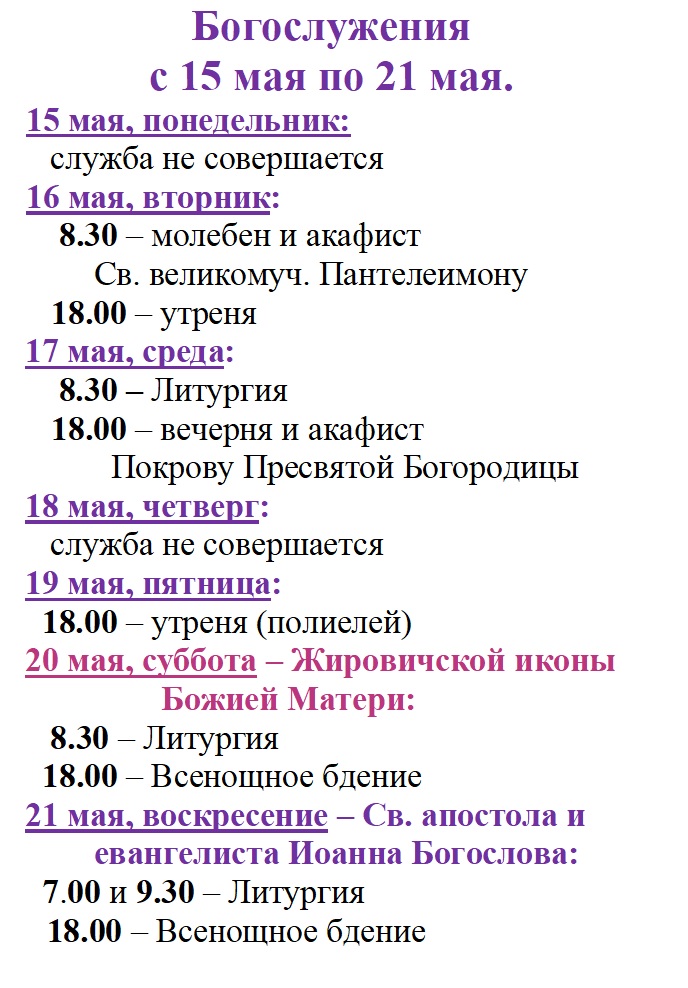 Богослужения
с 15 мая по 21 мая.
15 мая, понедельник:
служба не совершается
16 мая, вторник:
8.30 – молебен и акафист
Св. великомуч. Пантелеимону
18.00 – утреня
17 мая, среда:
8.30 – Литургия
18.00 – вечерня и акафист
Покрову Пресвятой Богородицы
18 мая, четверг:
служба не совершается
19 мая, пятница:
18.00 – утреня (полиелей)
20 мая, суббота – Жировичской иконы
Божией Матери:
8.30 – Литургия
18.00 – Всенощное бдение
21 мая, воскресение – Св. апостола и
евангелиста Иоанна Богослова:
7.00 и 9.30 – Литургия
18.00 – Всенощное бдение